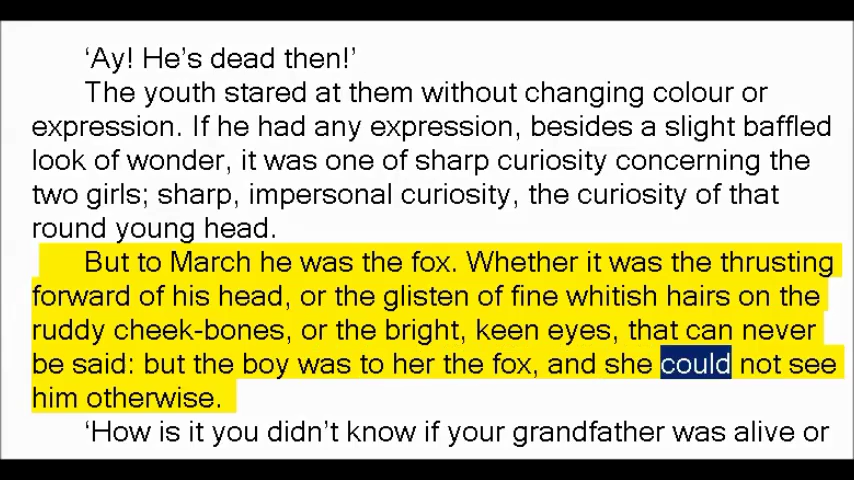 ‘Ay! He’s dead then!’
The youth stared at them without changing colour or
expression. If he had any expression, besides a slight baffled
look of wonder, it was one of sharp curiosity concerning the
two girls; sharp, impersonal curiosity, the curiosity of that
round young head.
But to March he was the fox. Whether it was the thrusting
forward of his head, or the glisten of fine whitish hairs on the
ruddy cheek-bones, or the bright, keen eyes, that can never
be said: but the boy was to her the fox, and she could not see
him otherwise.
‘How is it you didn’t know if your grandfather was alive or